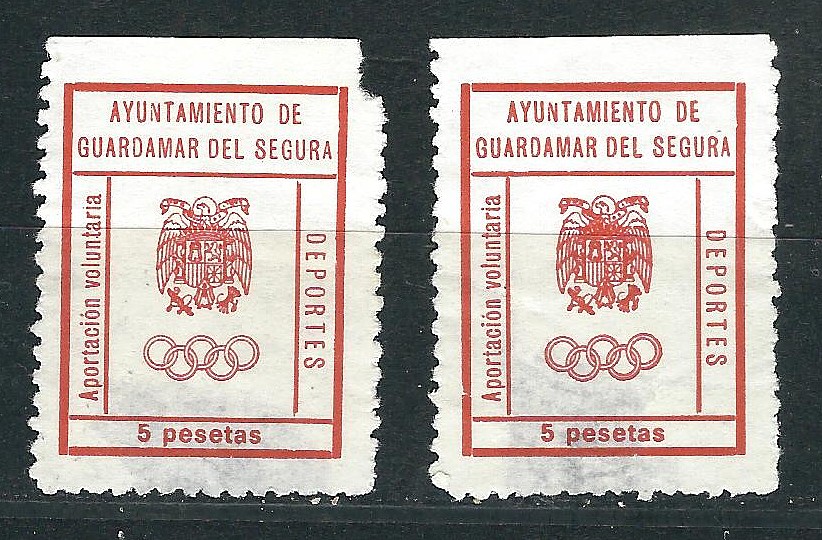 AYUNTAMIENTO DE
GUARDAMAR DEL SEGURA
Aportación voluntaria
DEPORTES
5 pesetas
AYUNTAMIENTO DE
GUARDAMAR DEL SEGURA
Aportación voluntaria
DEPORTES
5 pesetas